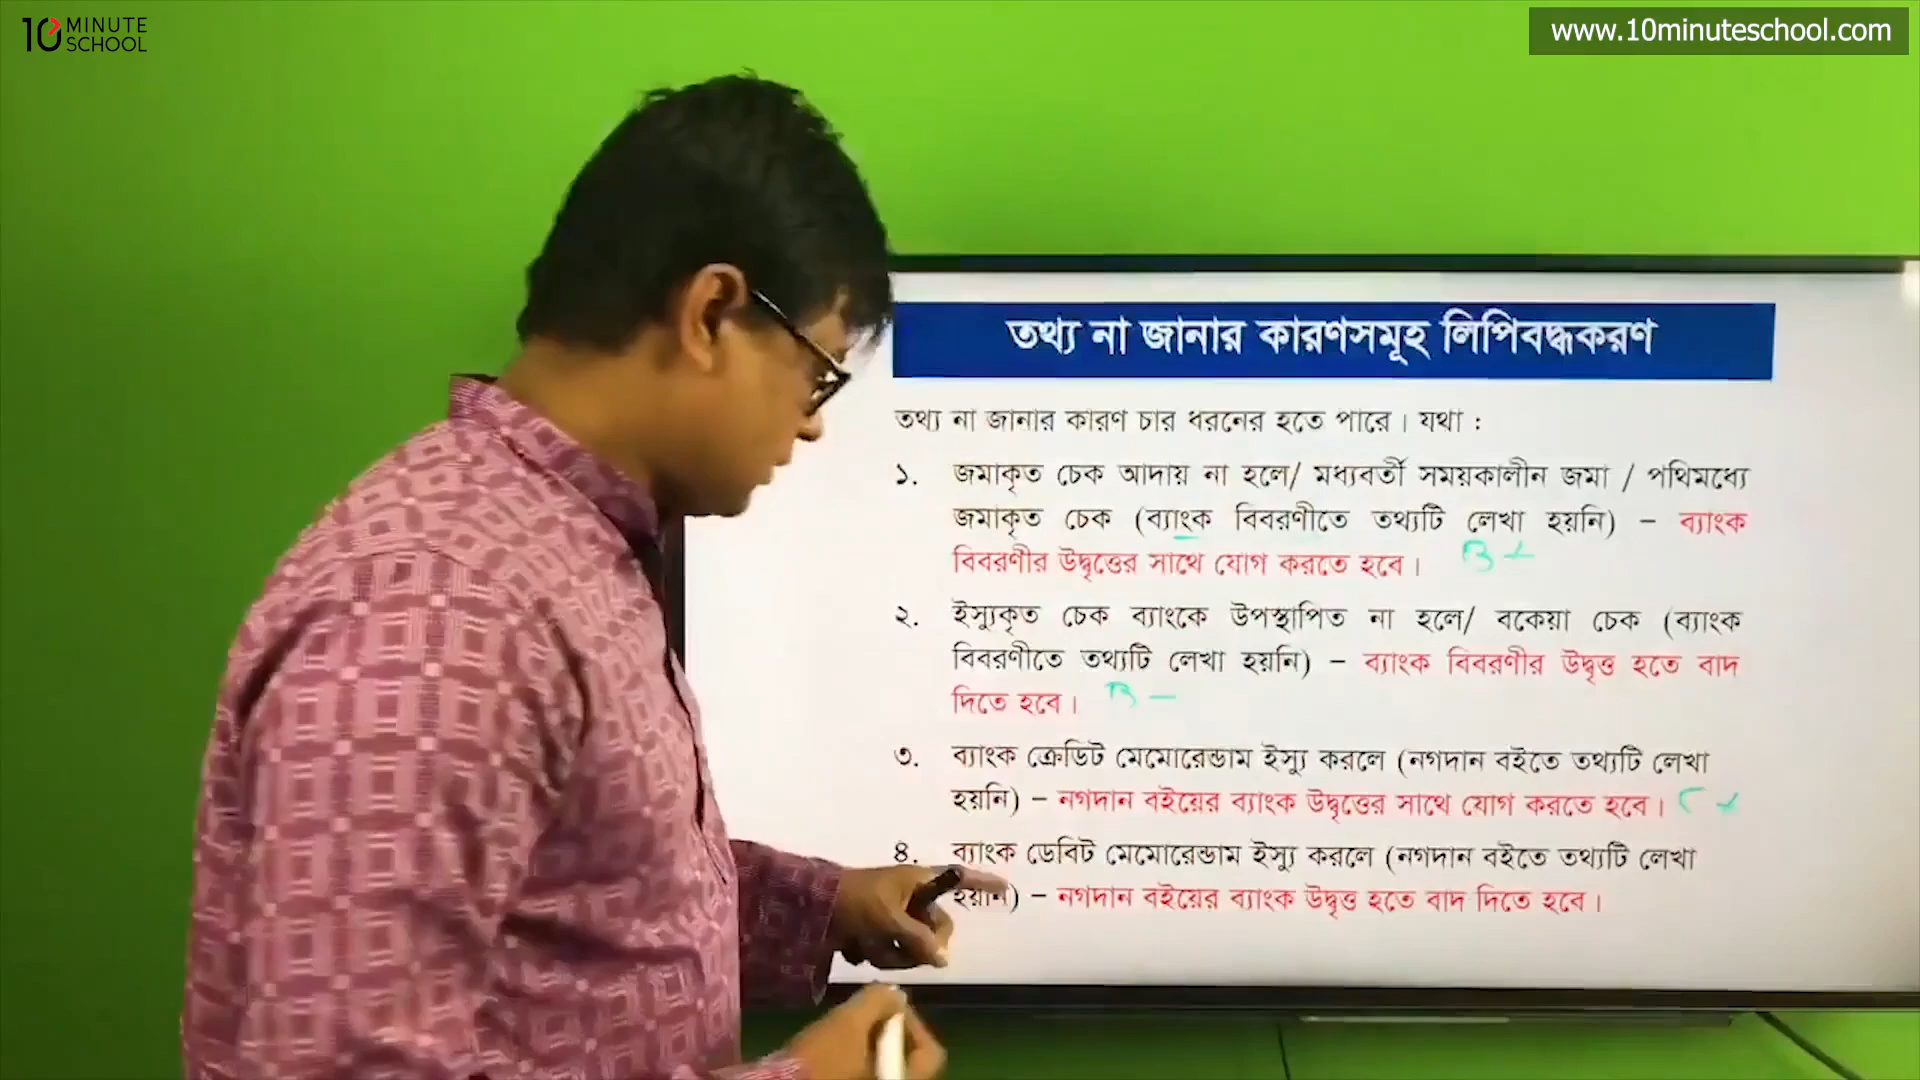 10 MINUTE
SCHOOL
www.10minuteschool.com
তথ্য না জানার কারণসমূহ লিপিবদ্ধকরণ
তথ্য না জানার কারণ চার ধরনের হতে পারে। যথা :
১. জমাকৃত চেক আদায় না হলে/ মধ্যবর্তী সময়কালীন জমা / পথিমধ্যে
জমাকৃত চেক (ব্যাংক বিবরণীতে তথ্যটি লেখা হয়নি) – ব্যাংক
বিবরণীর উদ্বৃত্তের সাথে যোগ করতে হবে। B +
২. ইস্যুকৃত চেক ব্যাংকে উপস্থাপিত না হলে/ বকেয়া চেক (ব্যাংক
বিবরণীতে তথ্যটি লেখা হয়নি) – ব্যাংক বিবরণীর উদ্বৃত্ত হতে বাদ
দিতে হবে। B –
৩. ব্যাংক ক্রেডিট মেমোরেন্ডাম ইস্যু করলে (নগদান বইতে তথ্যটি লেখা
হয়নি) – নগদান বইয়ের ব্যাংক উদ্বৃত্তের সাথে যোগ করতে হবে। C +
৪. ব্যাংক ডেবিট মেমোরেন্ডাম ইস্যু করলে (নগদান বইতে তথ্যটি লেখা
হয়নি) – নগদান বইয়ের ব্যাংক উদ্বৃত্ত হতে বাদ দিতে হবে।